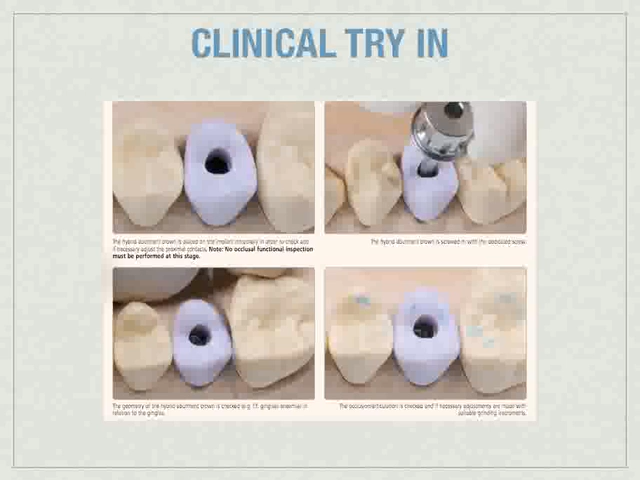 CLINICAL TRY IN
The hybrid abutment crown is placed on the implant intraorally in order to check and
if necessary adjust the proximal contacts. Note: No occlusal functional inspection
must be performed at this stage.
The hybrid abutment crown is screwed in with the dedicated screw.
The geometry of the hybrid abutment crown is checked (e.g. fit, gingival anaemia) in
relation to the gingiva.
The occlusion/articulation is checked and if necessary adjustments are made with
suitable grinding instruments.